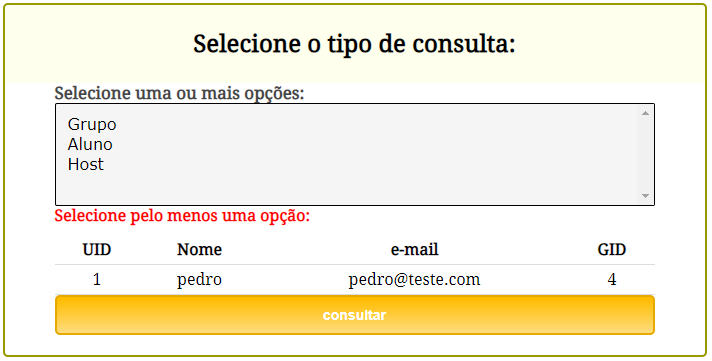 Selecione o tipo de consulta:
Selecione uma ou mais opções:
Grupo
Aluno
Host
Selecione pelo menos uma opção:
UID Nome e-mail GID
1 pedro pedro@teste.com 4
consultar